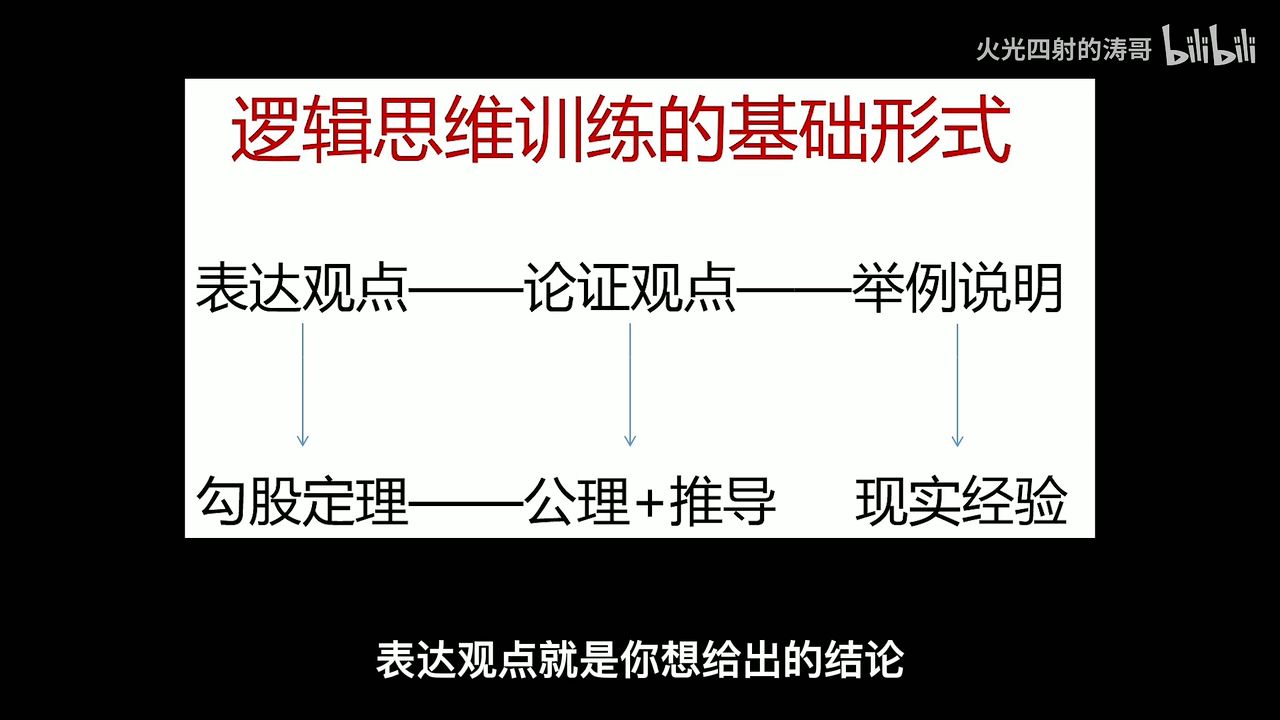 火光四射的涛哥 bilibili
逻辑思维训练的基础形式
表达观点——论证观点——举例说明
勾股定理——公理+推导 现实经验
表达观点就是你想给出的结论